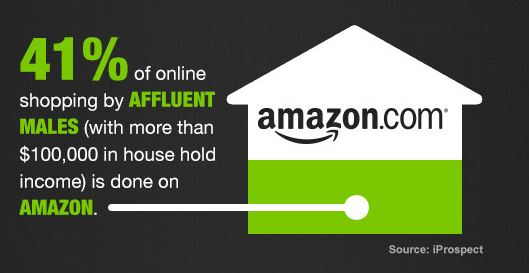 41% of online
shopping by AFFLUENT
MALES (with more than
$100,000 in house hold
income) is done on
AMAZON.
amazon.com®
Source: iProspect